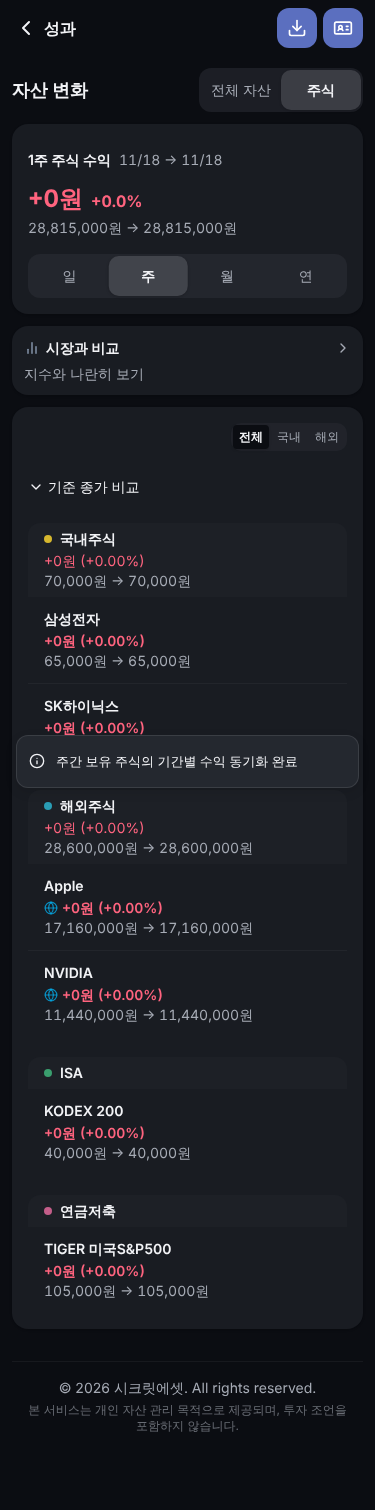 성과
자산 변화
전체 자산 주식
1주 주식 수익 11/18 → 11/18
+0원 +0.0%
28,815,000원 → 28,815,000원
일 주 월 연
시장과 비교
지수와 나란히 보기
전체 국내 해외
기준 종가 비교
국내주식
+0원 (+0.00%)
70,000원 → 70,000원
삼성전자
+0원 (+0.00%)
65,000원 → 65,000원
SK하이닉스
+0원 (+0.00%)
주간 보유 주식의 기간별 수익 동기화 완료
해외주식
+0원 (+0.00%)
28,600,000원 → 28,600,000원
Apple
+0원 (+0.00%)
17,160,000원 → 17,160,000원
NVIDIA
+0원 (+0.00%)
11,440,000원 → 11,440,000원
ISA
KODEX 200
+0원 (+0.00%)
40,000원 → 40,000원
연금저축
TIGER 미국S&P500
+0원 (+0.00%)
105,000원 → 105,000원
© 2026 시크릿에셋. All rights reserved.
본 서비스는 개인 자산 관리 목적으로 제공되며, 투자 조언을
포함하지 않습니다.